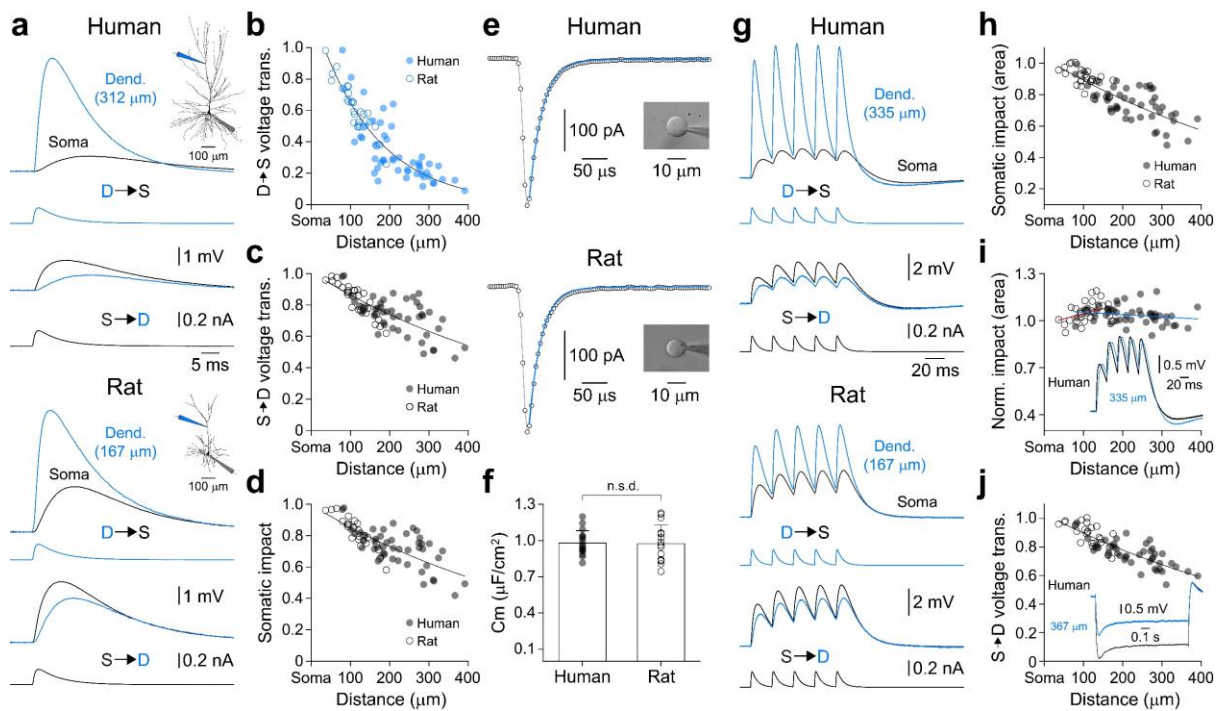 a
Human
Dend.
(312 μm)
Soma
100 μm
D→S
1 mV
S→D
0.2 nA
5 ms
Rat
Dend.
(167 μm)
Soma
100 μm
D→S
1 mV
S→D
0.2 nA
b
D→S voltage trans.
1.0
0.8
0.6
0.4
0.2
0
Human
Rat
Soma 100 200 300 400
Distance (μm)
c
S→D voltage trans.
1.0
0.8
0.6
0.4
0.2
0
Human
Rat
Soma 100 200 300 400
Distance (μm)
d
Somatic impact
1.0
0.8
0.6
0.4
0.2
0
Human
Rat
Soma 100 200 300 400
Distance (μm)
e
Human
100 pA
50 μs
10 μm
Rat
100 pA
50 μs
10 μm
f
n.s.d.
Cm (μF/cm²)
1.3
1.0
0.4
0.1
Human Rat
g
Human
Dend.
(335 μm)
Soma
D→S
2 mV
S→D
0.2 nA
20 ms
Rat
Dend.
(167 μm)
Soma
D→S
2 mV
S→D
0.2 nA
h
Somatic impact (area)
1.0
0.8
0.6
0.4
0.2
Human
Rat
Soma 100 200 300 400
Distance (μm)
i
Norm. impact (area)
1.3
1.0
0.4
Human
335 μm
0.5 mV
20 ms
Soma 100 200 300 400
Distance (μm)
j
S→D voltage trans.
1.0
0.8
0.6
0.4
0.2
0
Human
367 μm
0.5 mV
0.1 s
Soma 100 200 300 400
Distance (μm)